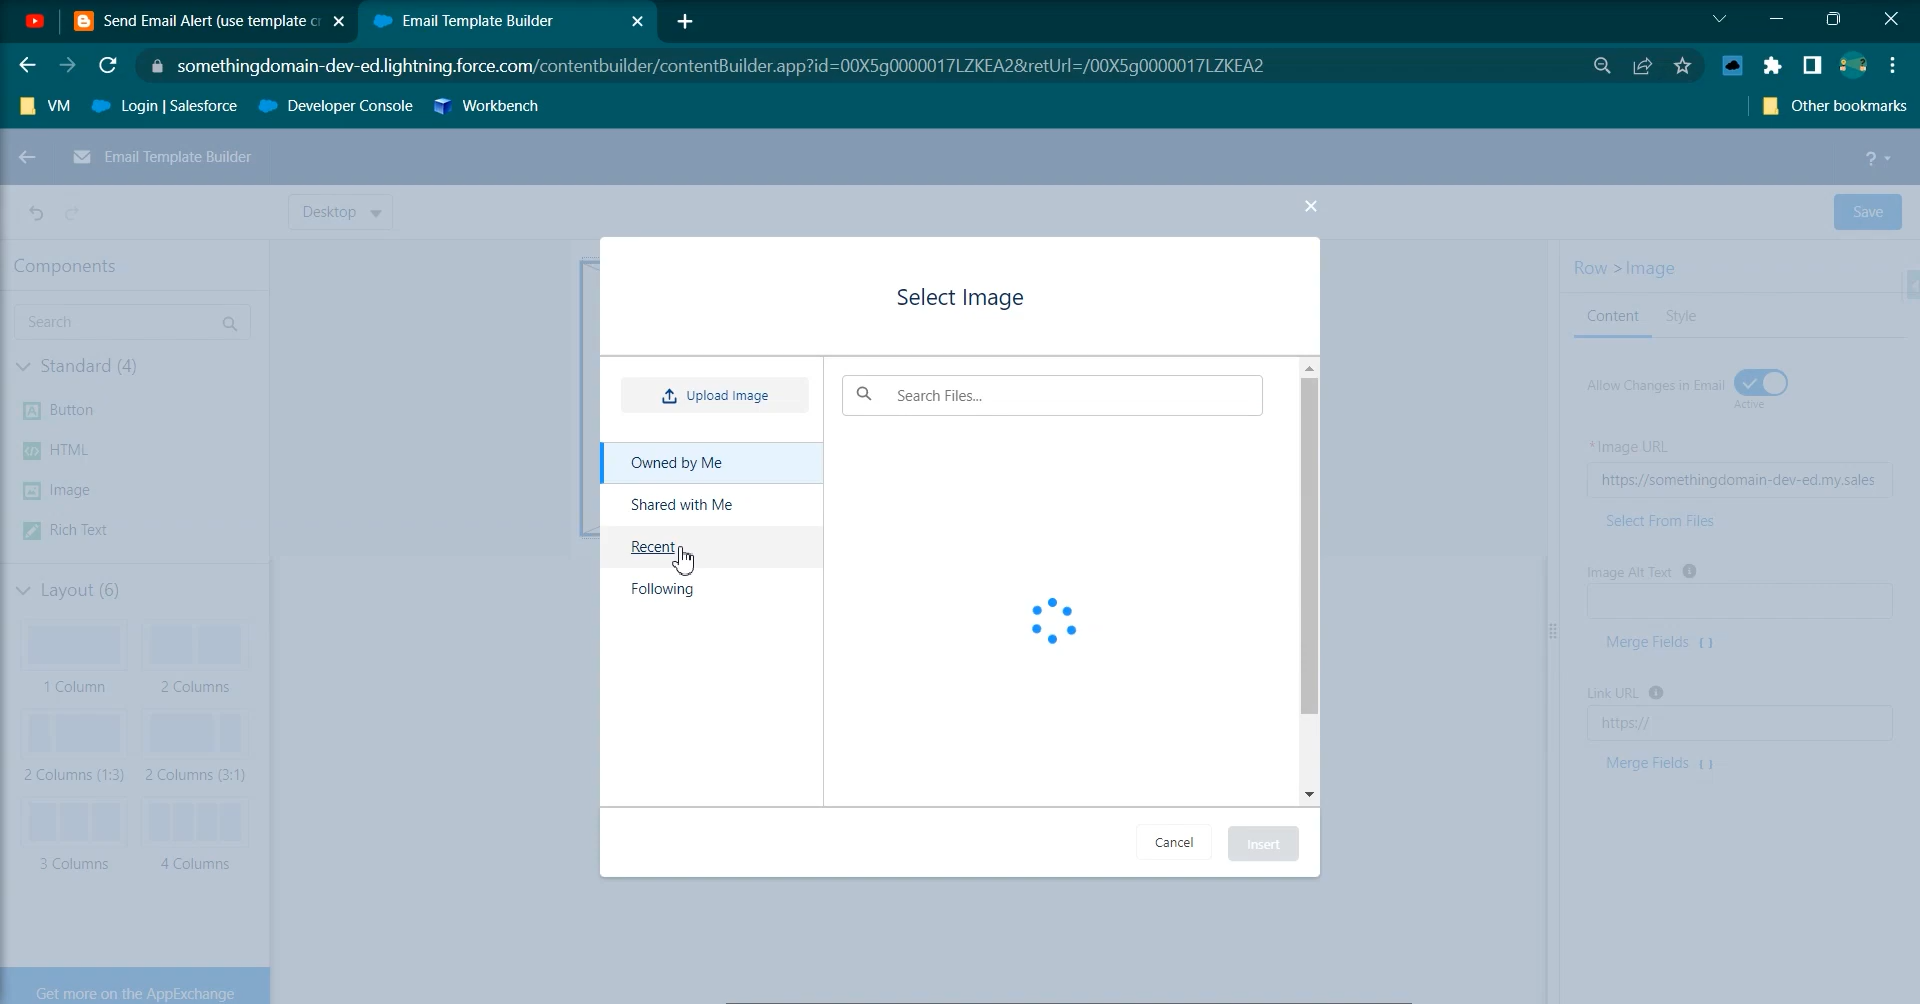 Send Email Alert (use template cr
Email Template Builder
somethingdomain-dev-ed.lightning.force.com/contentbuilder/contentBuilder.app?id=00X5g0000017LZKEA2&retUrl=/00X5g0000017LZKEA2
VM
Login | Salesforce
Developer Console
Workbench
Other bookmarks
Email Template Builder
?
Desktop
Save
Components
Search
Standard (4)
Button
HTML
Image
Rich Text
Layout (6)
1 Column
2 Columns
2 Columns (1:3)
2 Columns (3:1)
3 Columns
4 Columns
Get more on the AppExchange
Select Image
Upload Image
Search Files...
Owned by Me
Shared with Me
Recent
Following
Cancel
Insert
Row > Image
Content
Style
Allow Changes in Email
Active
* Image URL
https://somethingdomain-dev-ed.my.sales
Select From Files
Image Alt Text
Merge Fields { }
Link URL
https://
Merge Fields { }